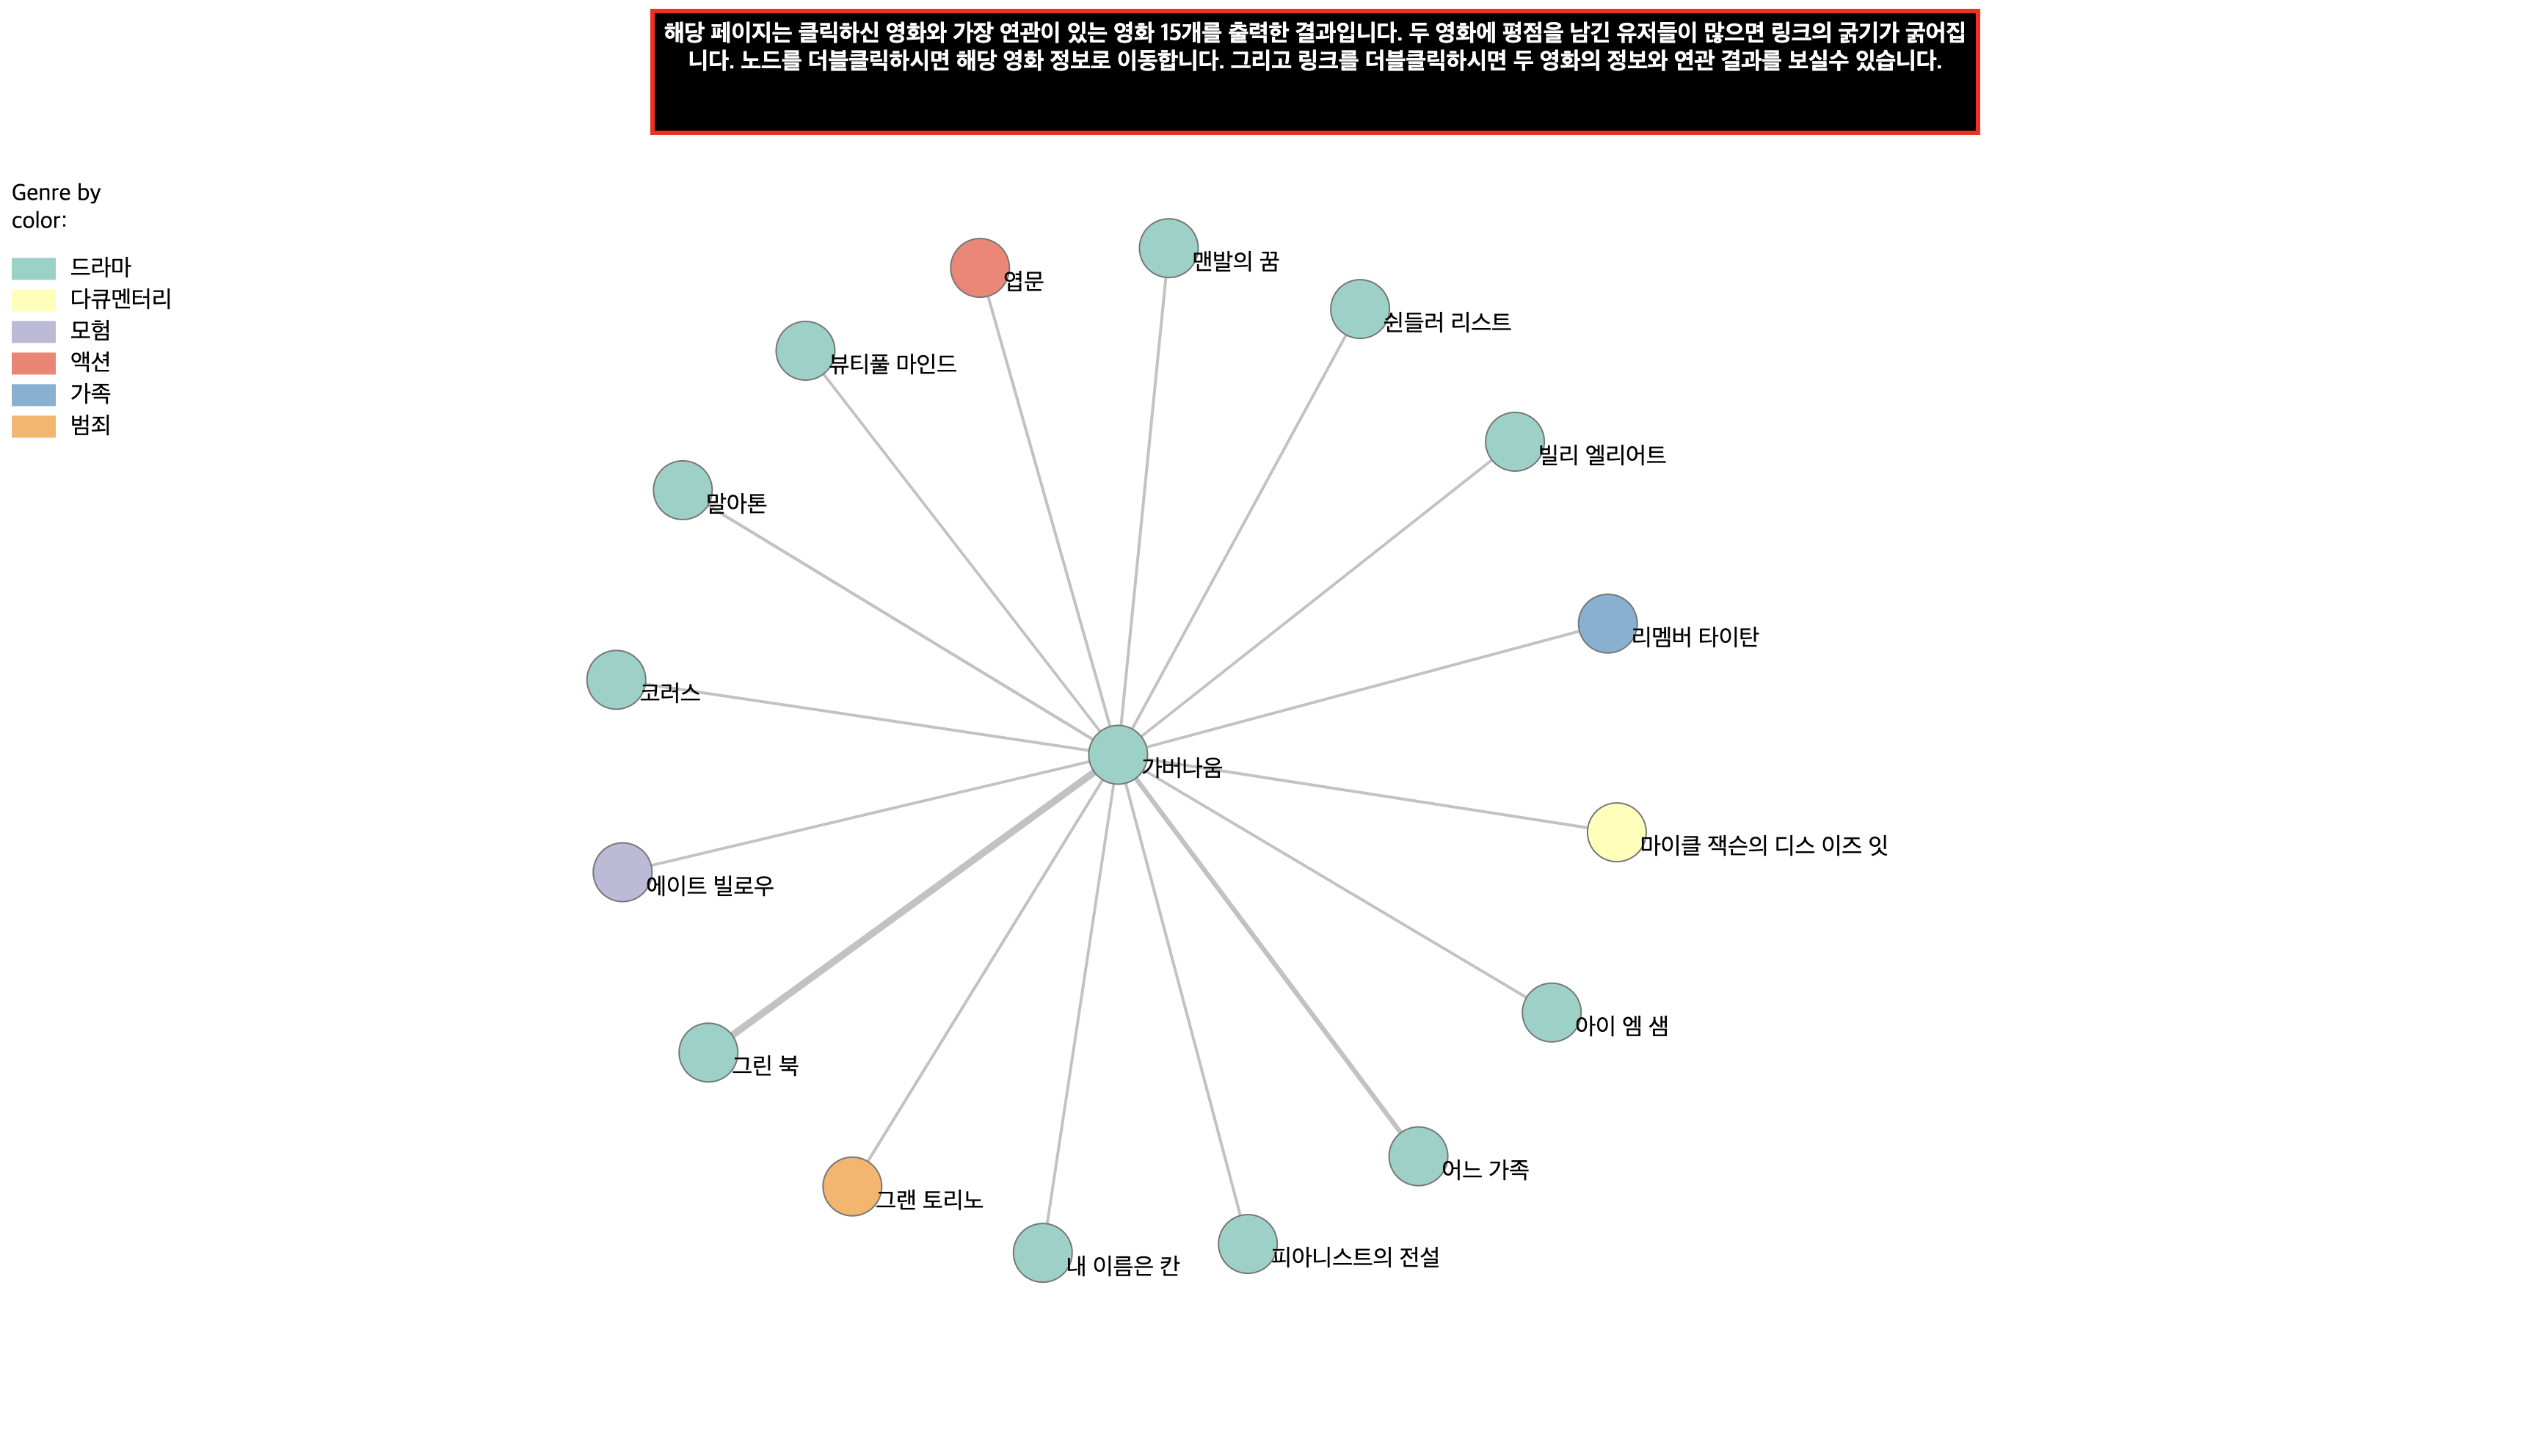 해당 페이지는 클릭하신 영화와 가장 연관이 있는 영화 15개를 출력한 결과입니다. 두 영화에 평점을 남긴 유저들이 많으면 링크의 굵기가 굵어집
니다. 노드를 더블클릭하시면 해당 영화 정보로 이동합니다. 그리고 링크를 더블클릭하시면 두 영화의 정보와 연관 결과를 보실수 있습니다.
Genre by
color:
드라마
다큐멘터리
모험
액션
가족
범죄
맨발의 꿈
엽문
쉰들러 리스트
뷰티풀 마인드
빌리 엘리어트
말아톤
리멤버 타이탄
코러스
가버나움
마이클 잭슨의 디스 이즈 잇
에이트 빌로우
아이 엠 샘
그린 북
어느 가족
그랜 토리노
피아니스트의 전설
내 이름은 칸